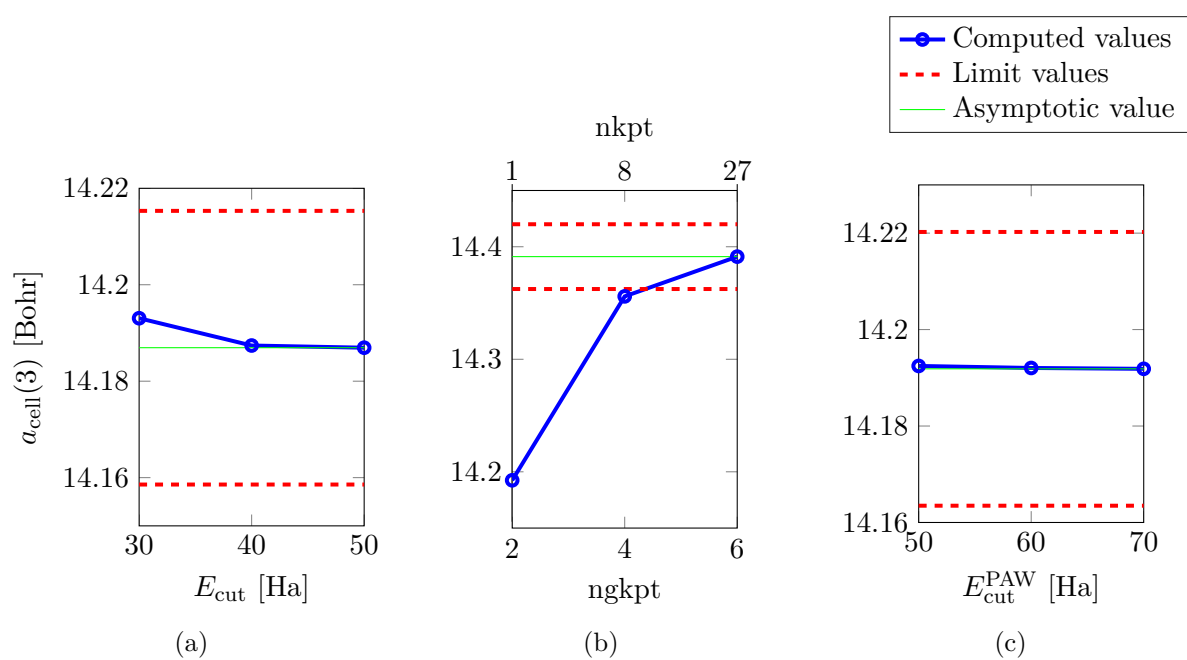 Computed values
Limit values
Asymptotic value
14.22
14.2
14.18
14.16
30 40 50
a_cell(3) [Bohr]
E_cut [Ha]
(a)
nkpt
1 8 27
14.4
14.3
14.2
2 4 6
ngkpt
(b)
14.22
14.2
14.18
14.16
50 60 70
E_cut^PAW [Ha]
(c)